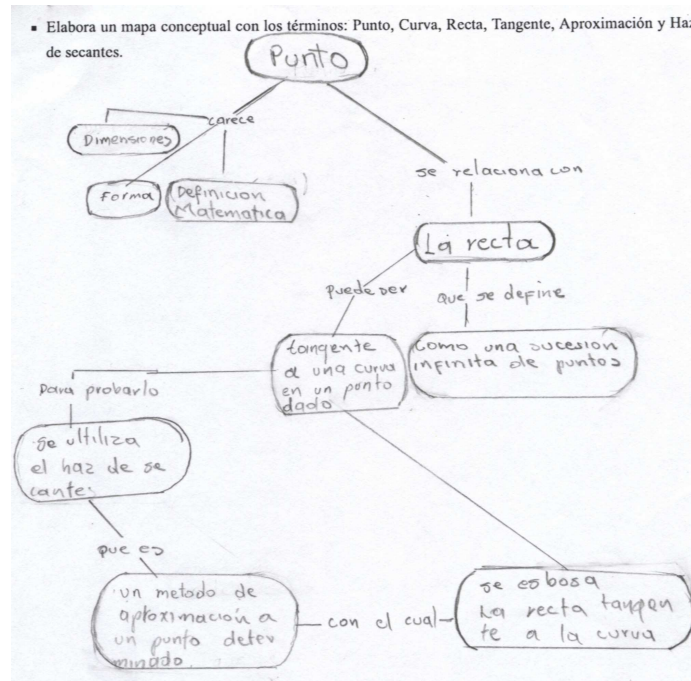 ▪ Elabora un mapa conceptual con los términos: Punto, Curva, Recta, Tangente, Aproximación y Haz
de secantes.
Punto
carece
Dimensiones
Forma
Definición
Matematica
se relaciona con
La recta
Puede ser
que se define
tangente
a una curva
en un punto
dado
Como una sucesión
infinita de puntos
Para probarlo
se ultiliza
el haz de se
cantes
que es
un metodo de
aproximación a
un punto deter
minado.
con el cual
se esbosa
La recta tangen
te a la curva